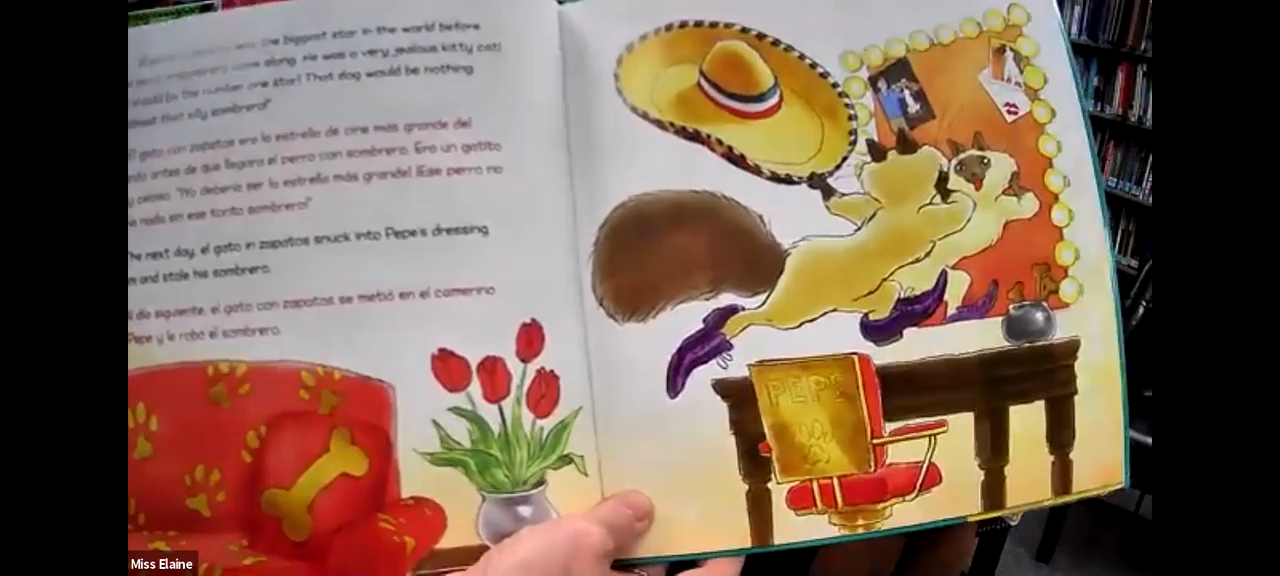 the biggest star in the world before
came along. He was a very jealous kitty cat!
the number one star! That dog would be nothing
that silly sombrero!"
El gato con zapatos era la estrella de cine más grande del
antes de que llegara el perro con sombrero. Era un gatito
celoso. "¡Yo debería ser la estrella más grande! ¡Ese perro no
nada sin ese tonto sombrero!"
The next day, el gato in zapatos snuck into Pepe's dressing
and stole his sombrero.
día siguiente, el gato con zapatos se metió en el camerino
Pepe y le robó el sombrero.
PEPE
Miss Elaine